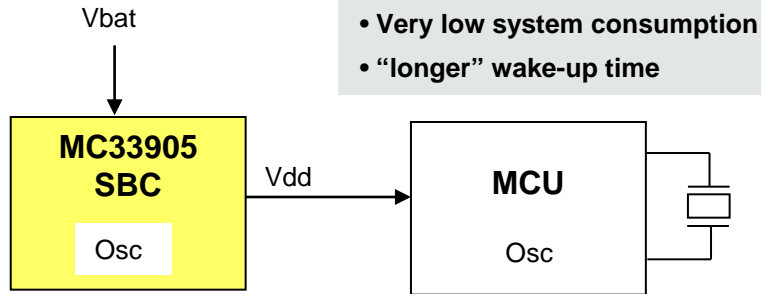 Vbat
• Very low system consumption
• “longer” wake-up time
MC33905
SBC
Osc
Vdd
MCU
Osc